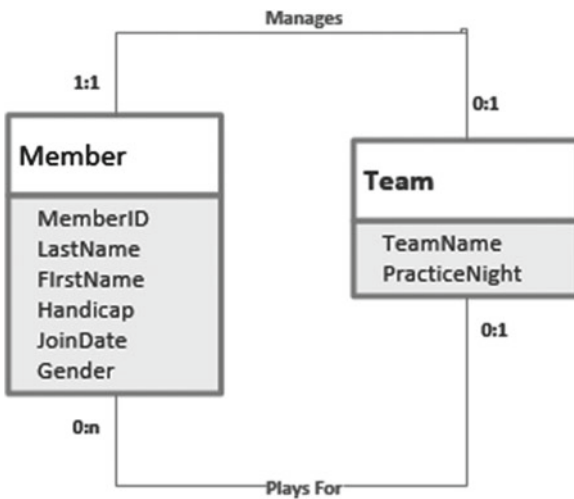 Manages
1:1
0:1
Member
MemberID
LastName
FIrstName
Handicap
JoinDate
Gender
Team
TeamName
PracticeNight
0:1
0:n
Plays For